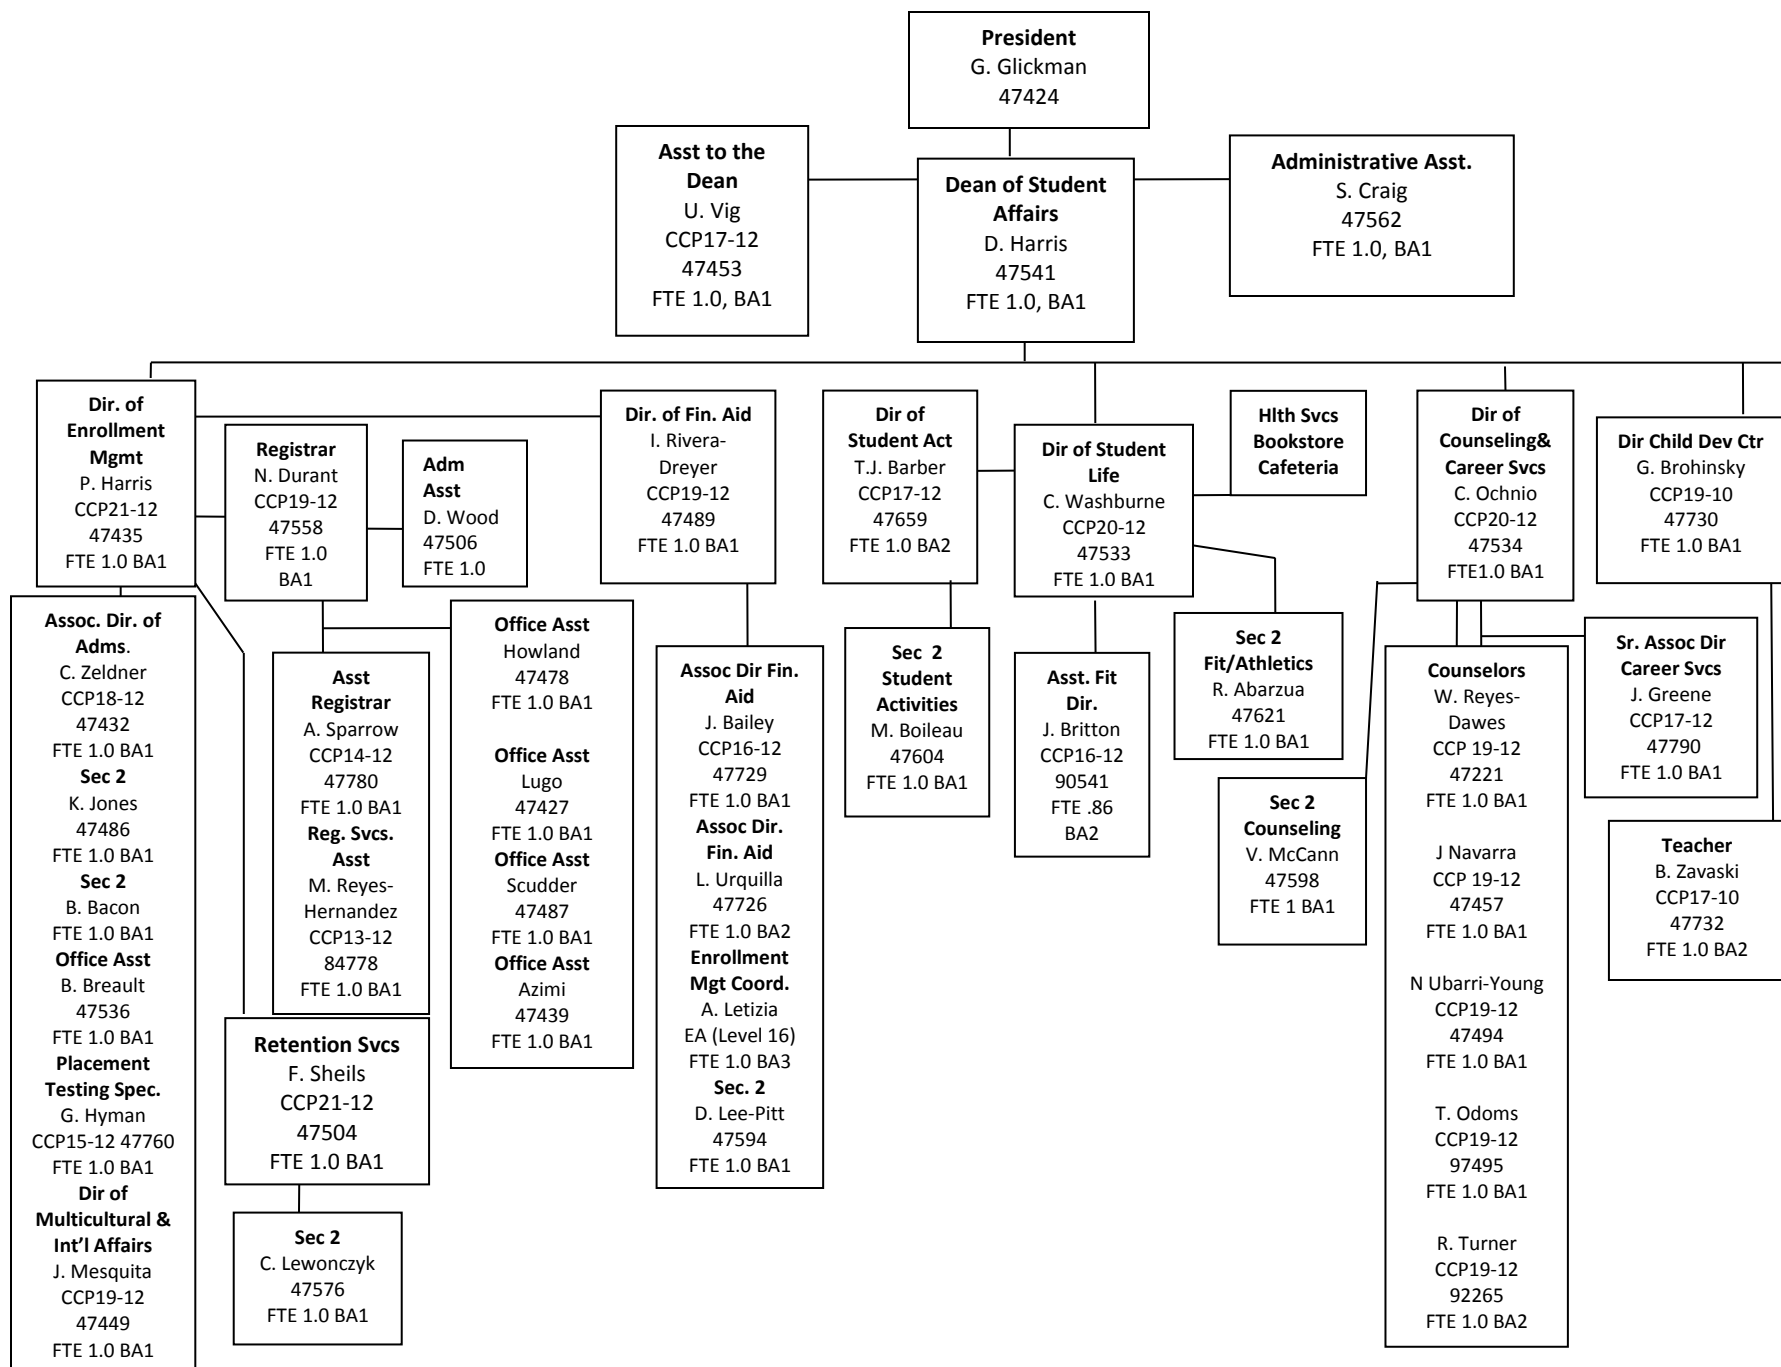 President
G. Glickman
47424
Asst to the
Dean
U. Vig
CCP17-12
47453
FTE 1.0, BA1
Dean of Student
Affairs
D. Harris
47541
FTE 1.0, BA1
Administrative Asst.
S. Craig
47562
FTE 1.0, BA1
Dir. of
Enrollment
Mgmt
P. Harris
CCP21-12
47435
FTE 1.0 BA1
Registrar
N. Durant
CCP19-12
47558
FTE 1.0
BA1
Adm
Asst
D. Wood
47506
FTE 1.0
Dir. of Fin. Aid
I. Rivera-
Dreyer
CCP19-12
47489
FTE 1.0 BA1
Dir of
Student Act
T.J. Barber
CCP17-12
47659
FTE 1.0 BA2
Dir of Student
Life
C. Washburne
CCP20-12
47533
FTE 1.0 BA1
Hlth Svcs
Bookstore
Cafeteria
Dir of
Counseling&
Career Svcs
C. Ochnio
CCP20-12
47534
FTE1.0 BA1
Dir Child Dev Ctr
G. Brohinsky
CCP19-10
47730
FTE 1.0 BA1
Assoc. Dir. of
Adms.
C. Zeldner
CCP18-12
47432
FTE 1.0 BA1
Sec 2
K. Jones
47486
FTE 1.0 BA1
Sec 2
B. Bacon
FTE 1.0 BA1
Office Asst
B. Breault
47536
FTE 1.0 BA1
Placement
Testing Spec.
G. Hyman
CCP15-12 47760
FTE 1.0 BA1
Dir of
Multicultural &
Int'l Affairs
J. Mesquita
CCP19-12
47449
FTE 1.0 BA1
Asst
Registrar
A. Sparrow
CCP14-12
47780
FTE 1.0 BA1
Reg. Svcs.
Asst
M. Reyes-
Hernandez
CCP13-12
84778
FTE 1.0 BA1
Office Asst
Howland
47478
FTE 1.0 BA1
Office Asst
Lugo
47427
FTE 1.0 BA1
Office Asst
Scudder
47487
FTE 1.0 BA1
Office Asst
Azimi
47439
FTE 1.0 BA1
Retention Svcs
F. Sheils
CCP21-12
47504
FTE 1.0 BA1
Sec 2
C. Lewonczyk
47576
FTE 1.0 BA1
Assoc Dir Fin.
Aid
J. Bailey
CCP16-12
47729
FTE 1.0 BA1
Assoc Dir.
Fin. Aid
L. Urquilla
47726
FTE 1.0 BA2
Enrollment
Mgt Coord.
A. Letizia
EA (Level 16)
FTE 1.0 BA3
Sec. 2
D. Lee-Pitt
47594
FTE 1.0 BA1
Sec 2
Student
Activities
M. Boileau
47604
FTE 1.0 BA1
Asst. Fit
Dir.
J. Britton
CCP16-12
90541
FTE .86
BA2
Sec 2
Fit/Athletics
R. Abarzua
47621
FTE 1.0 BA1
Sec 2
Counseling
V. McCann
47598
FTE 1 BA1
Counselors
W. Reyes-
Dawes
CCP 19-12
47221
FTE 1.0 BA1
J Navarra
CCP 19-12
47457
FTE 1.0 BA1
N Ubarri-Young
CCP19-12
47494
FTE 1.0 BA1
T. Odoms
CCP19-12
97495
FTE 1.0 BA1
R. Turner
CCP19-12
92265
FTE 1.0 BA2
Sr. Assoc Dir
Career Svcs
J. Greene
CCP17-12
47790
FTE 1.0 BA1
Teacher
B. Zavaski
CCP17-10
47732
FTE 1.0 BA2